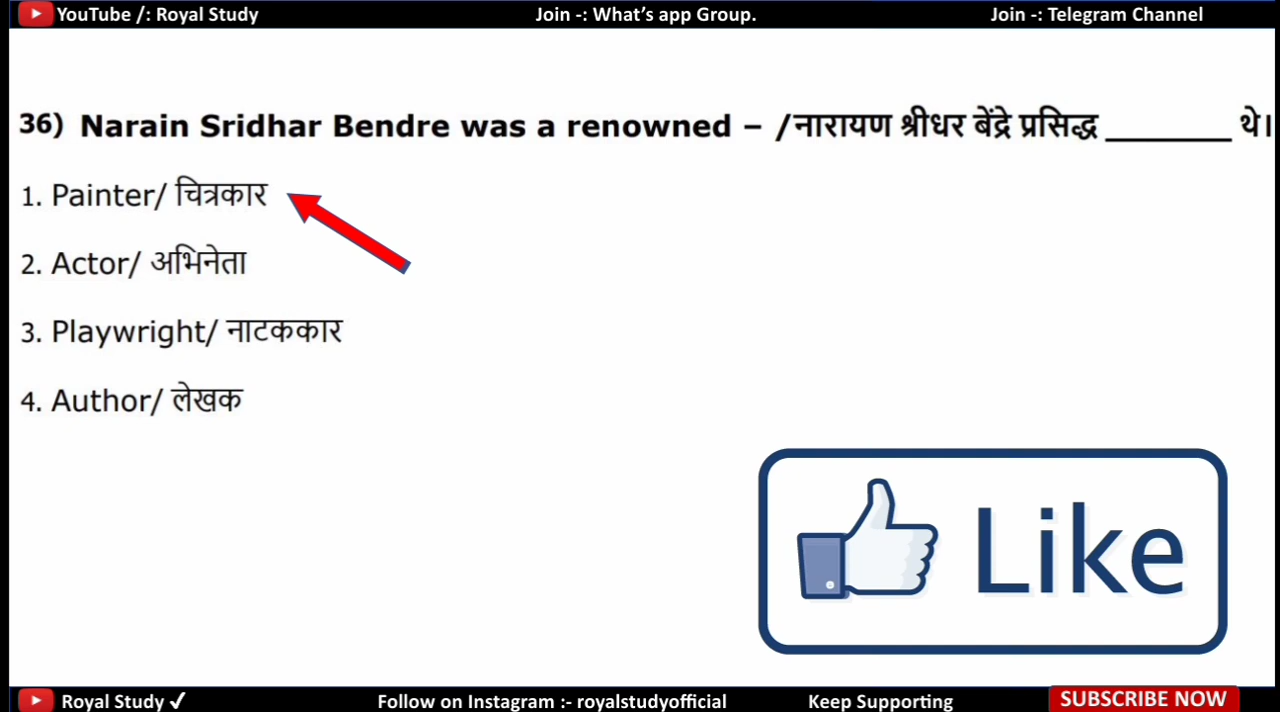 YouTube /: Royal Study Join -: What's app Group. Join -: Telegram Channel
36) Narain Sridhar Bendre was a renowned – /नारायण श्रीधर बेंद्रे प्रसिद्ध ________ थे।
1. Painter/ चित्रकार
2. Actor/ अभिनेता
3. Playwright/ नाटककार
4. Author/ लेखक
Like
Royal Study ✓ Follow on Instagram :- royalstudyofficial Keep Supporting SUBSCRIBE NOW